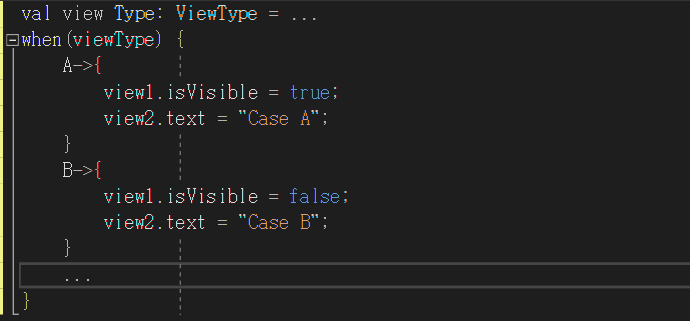 val view Type: ViewType = ...
when(viewType) {
A->{
view1.isVisible = true;
view2.text = "Case A";
}
B->{
view1.isVisible = false;
view2.text = "Case B";
}
...
}